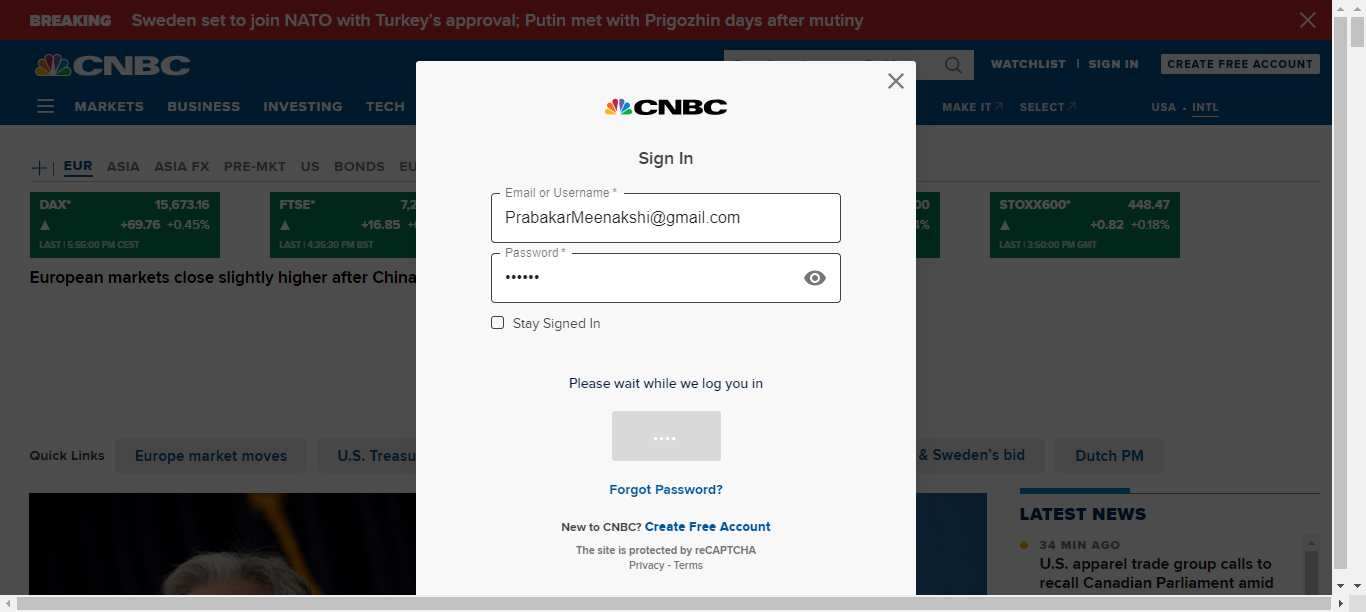 BREAKING Sweden set to join NATO with Turkey's approval; Putin met with Prigozhin days after mutiny
CNBC
WATCHLIST | SIGN IN CREATE FREE ACCOUNT
MARKETS BUSINESS INVESTING TECH
MAKE IT SELECT USA • INTL
EUR ASIA ASIA FX PRE-MKT US BONDS EU
DAX* 15,673.16
+69.76 +0.45%
LAST | 5:55:00 PM CEST
FTSE* 7,2
+16.85
LAST | 4:35:30 PM BST
STOXX600* 448.47
+0.82 +0.18%
LAST | 3:50:00 PM GMT
European markets close slightly higher after China
CNBC
Sign In
Email or Username *
PrabakarMeenakshi@gmail.com
Password *
••••••
Stay Signed In
Please wait while we log you in
....
Forgot Password?
New to CNBC? Create Free Account
The site is protected by reCAPTCHA
Privacy - Terms
Quick Links Europe market moves U.S. Treasu & Sweden's bid Dutch PM
LATEST NEWS
34 MIN AGO
U.S. apparel trade group calls to
recall Canadian Parliament amid